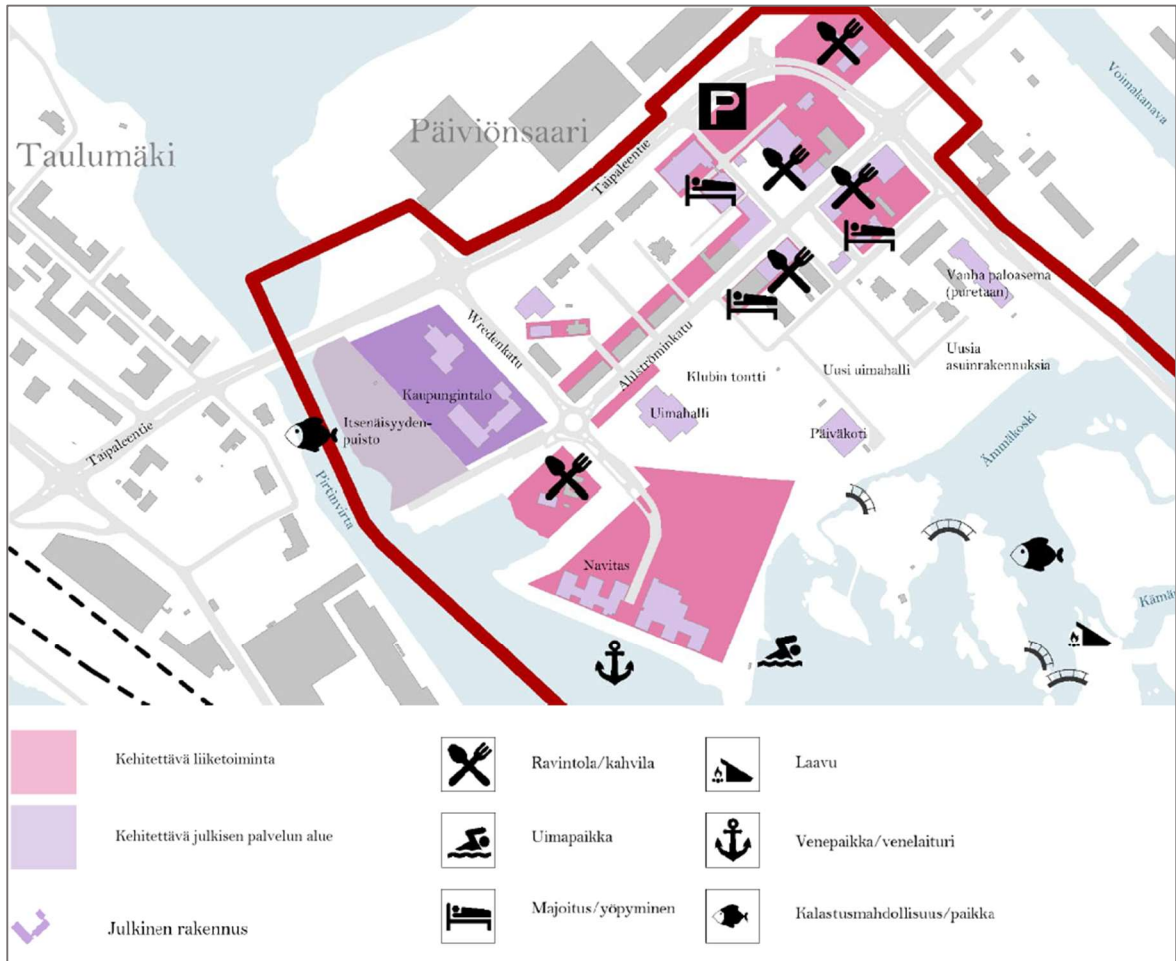 Voimakanava
Päiviönsaari
Taulumäki
Taipaleentie
P
Vanha paloasema
(puretaan)
Wredenkatu
Ahlströminkatu
Uusia
asuinrakennuksia
Klubin tontti
Uusi uimahalli
Kaupungintalo
Itsenäisyyden-
puisto
Uimahalli
Päiväkoti
Ämmäkoski
Taipaleentie
Pirtinvirta
Navitas
Kehitettävä liiketoiminta
Ravintola/kahvila
Laavu
Kehitettävä julkisen palvelun alue
Uimapaikka
Venepaikka/venelaituri
Julkinen rakennus
Majoitus/yöpyminen
Kalastusmahdollisuus/paikka